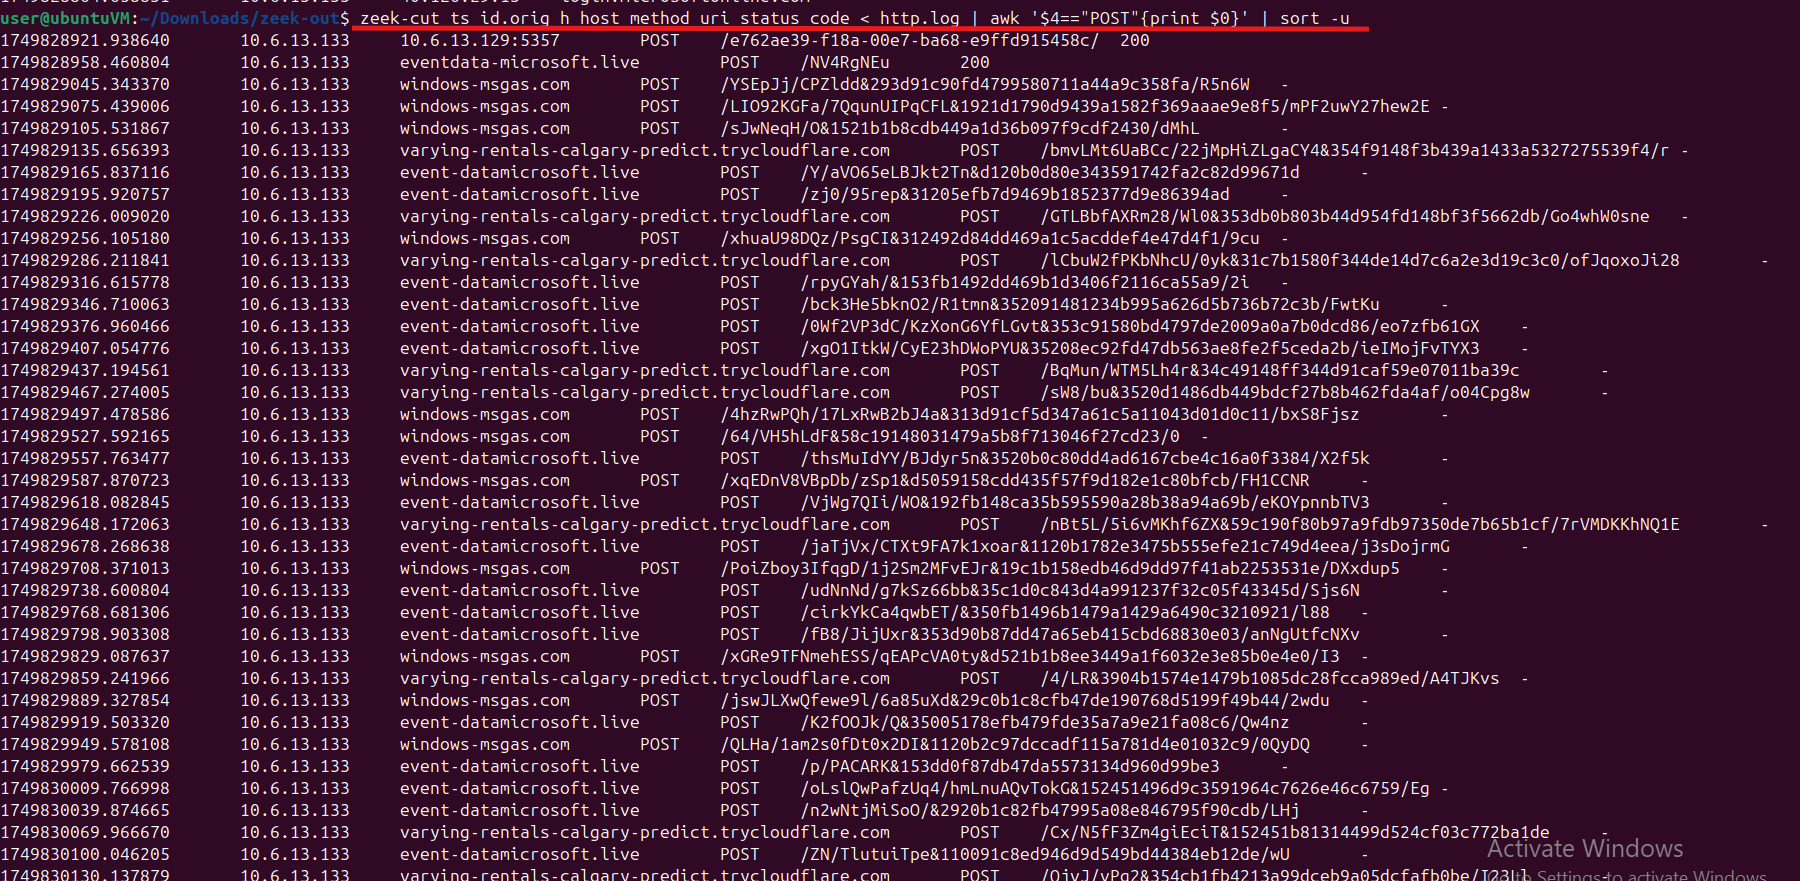 user@ubuntuVM:~/Downloads/zeek-out$ zeek-cut ts id.orig_h host method uri status_code < http.log | awk '$4=="POST"{print $0}' | sort -u
1749828921.938640 10.6.13.133 10.6.13.129:5357 POST /e762ae39-f18a-00e7-ba68-e9ffd915458c/ 200
1749828958.460804 10.6.13.133 eventdata-microsoft.live POST /NV4RgNEu 200
1749829045.343370 10.6.13.133 windows-msgas.com POST /YSEpJj/CPZldd&293d91c90fd4799580711a44a9c358fa/R5n6W -
1749829075.439006 10.6.13.133 windows-msgas.com POST /LIO92KGFa/7QqunUIPqCFL&1921d1790d9439a1582f369aaae9e8f5/mPF2uwY27hew2E -
1749829105.531867 10.6.13.133 windows-msgas.com POST /sJwNeqH/O&1521b1b8cdb449a1d36b097f9cdf2430/dMhL -
1749829135.656393 10.6.13.133 varying-rentals-calgary-predict.trycloudflare.com POST /bmvLMt6UaBCc/22jMpHiZLgaCY4&354f9148f3b439a1433a5327275539f4/r -
1749829165.837116 10.6.13.133 event-datamicrosoft.live POST /Y/aVO65eLBJkt2Tn&d120b0d80e343591742fa2c82d99671d -
1749829195.920757 10.6.13.133 event-datamicrosoft.live POST /zj0/95rep&31205efb7d9469b1852377d9e86394ad -
1749829226.009020 10.6.13.133 varying-rentals-calgary-predict.trycloudflare.com POST /GTLBbfAXRm28/Wl0&353db0b803b44d954fd148bf3f5662db/Go4whW0sne -
1749829256.105180 10.6.13.133 windows-msgas.com POST /xhuaU98DQz/PsgCI&312492d84dd469a1c5acddef4e47d4f1/9cu -
1749829286.211841 10.6.13.133 varying-rentals-calgary-predict.trycloudflare.com POST /lCbuW2fPKbNhcU/0yk&31c7b1580f344de14d7c6a2e3d19c3c0/ofJqoxoJi28 -
1749829316.615778 10.6.13.133 event-datamicrosoft.live POST /rpyGYah/&153fb1492dd469b1d3406f2116ca55a9/2i -
1749829346.710063 10.6.13.133 event-datamicrosoft.live POST /bck3He5bknO2/R1tmn&352091481234b995a626d5b736b72c3b/FwtKu -
1749829376.960466 10.6.13.133 event-datamicrosoft.live POST /0Wf2VP3dC/KzXonG6YfLGvt&353c91580bd4797de2009a0a7b0dcd86/eo7zfb61GX -
1749829407.054776 10.6.13.133 event-datamicrosoft.live POST /xgO1ItkW/CyE23hDWoPYU&35208ec92fd47db563ae8fe2f5ceda2b/ieIMojFvTYX3 -
1749829437.194561 10.6.13.133 varying-rentals-calgary-predict.trycloudflare.com POST /BqMun/WTM5Lh4r&34c49148ff344d91caf59e07011ba39c -
1749829467.274005 10.6.13.133 varying-rentals-calgary-predict.trycloudflare.com POST /sW8/bu&3520d1486db449bdcf27b8b462fda4af/o04Cpg8w -
1749829497.478586 10.6.13.133 windows-msgas.com POST /4hzRwPQh/17LxRwB2bJ4a&313d91cf5d347a61c5a11043d01d0c11/bxS8Fjsz -
1749829527.592165 10.6.13.133 windows-msgas.com POST /64/VH5hLdF&58c19148031479a5b8f713046f27cd23/0 -
1749829557.763477 10.6.13.133 event-datamicrosoft.live POST /thsMuIdYY/BJdyr5n&3520b0c80dd4ad6167cbe4c16a0f3384/X2f5k -
1749829587.870723 10.6.13.133 windows-msgas.com POST /xqEDnV8VBpDb/zSp1&d5059158cdd435f57f9d182e1c80bfcb/FH1CCNR -
1749829618.082845 10.6.13.133 event-datamicrosoft.live POST /VjWg7QIi/WO&192fb148ca35b595590a28b38a94a69b/eKOYpnnbTV3 -
1749829648.172063 10.6.13.133 varying-rentals-calgary-predict.trycloudflare.com POST /nBt5L/5i6vMKhf6ZX&59c190f80b97a9fdb97350de7b65b1cf/7rVMDKKhNQ1E -
1749829678.268638 10.6.13.133 event-datamicrosoft.live POST /jaTjVx/CTXt9FA7k1xoar&1120b1782e3475b555efe21c749d4eea/j3sDojrmG -
1749829708.371013 10.6.13.133 windows-msgas.com POST /PoiZboy3IfqgD/1j2Sm2MFvEJr&19c1b158edb46d9dd97f41ab2253531e/DXxdup5 -
1749829738.600804 10.6.13.133 event-datamicrosoft.live POST /udNnNd/g7kSz66bb&35c1d0c843d4a991237f32c05f43345d/Sjs6N -
1749829768.681306 10.6.13.133 event-datamicrosoft.live POST /cirkYkCa4qwbET/&350fb1496b1479a1429a6490c3210921/l88 -
1749829798.903308 10.6.13.133 event-datamicrosoft.live POST /fB8/JijUxr&353d90b87dd47a65eb415cbd68830e03/anNgUtfcNXv -
1749829829.087637 10.6.13.133 windows-msgas.com POST /xGRe9TFNmehESS/qEAPcVA0ty&d521b1b8ee3449a1f6032e3e85b0e4e0/I3 -
1749829859.241966 10.6.13.133 varying-rentals-calgary-predict.trycloudflare.com POST /4/LR&3904b1574e1479b1085dc28fcca989ed/A4TJKvs -
1749829889.327854 10.6.13.133 windows-msgas.com POST /jswJLXwQfewe9l/6a85uXd&29c0b1c8cfb47de190768d5199f49b44/2wdu -
1749829919.503320 10.6.13.133 event-datamicrosoft.live POST /K2fOOJk/Q&35005178efb479fde35a7a9e21fa08c6/Qw4nz -
1749829949.578108 10.6.13.133 windows-msgas.com POST /QLHa/1am2s0fDt0x2DI&1120b2c97dccadf115a781d4e01032c9/0QyDQ -
1749829979.662539 10.6.13.133 event-datamicrosoft.live POST /p/PACARK&153dd0f87db47da5573134d960d99be3 -
1749830009.766998 10.6.13.133 event-datamicrosoft.live POST /oLslQwPafzUq4/hmLnuAQvTokG&152451496d9c3591964c7626e46c6759/Eg -
1749830039.874665 10.6.13.133 event-datamicrosoft.live POST /n2wNtjMiSoO/&2920b1c82fb47995a08e846795f90cdb/LHj -
1749830069.966670 10.6.13.133 varying-rentals-calgary-predict.trycloudflare.com POST /Cx/N5fF3Zm4giEciT&152451b81314499d524cf03c772ba1de -
1749830100.046205 10.6.13.133 event-datamicrosoft.live POST /ZN/TlutuiTpe&110091c8ed946d9d549bd44384eb12de/wU -
Activate Windows
1749830130.137879 10.6.13.133 varying-rentals-calgary-predict.trycloudflare.com POST
Go to Settings to activate Windows.